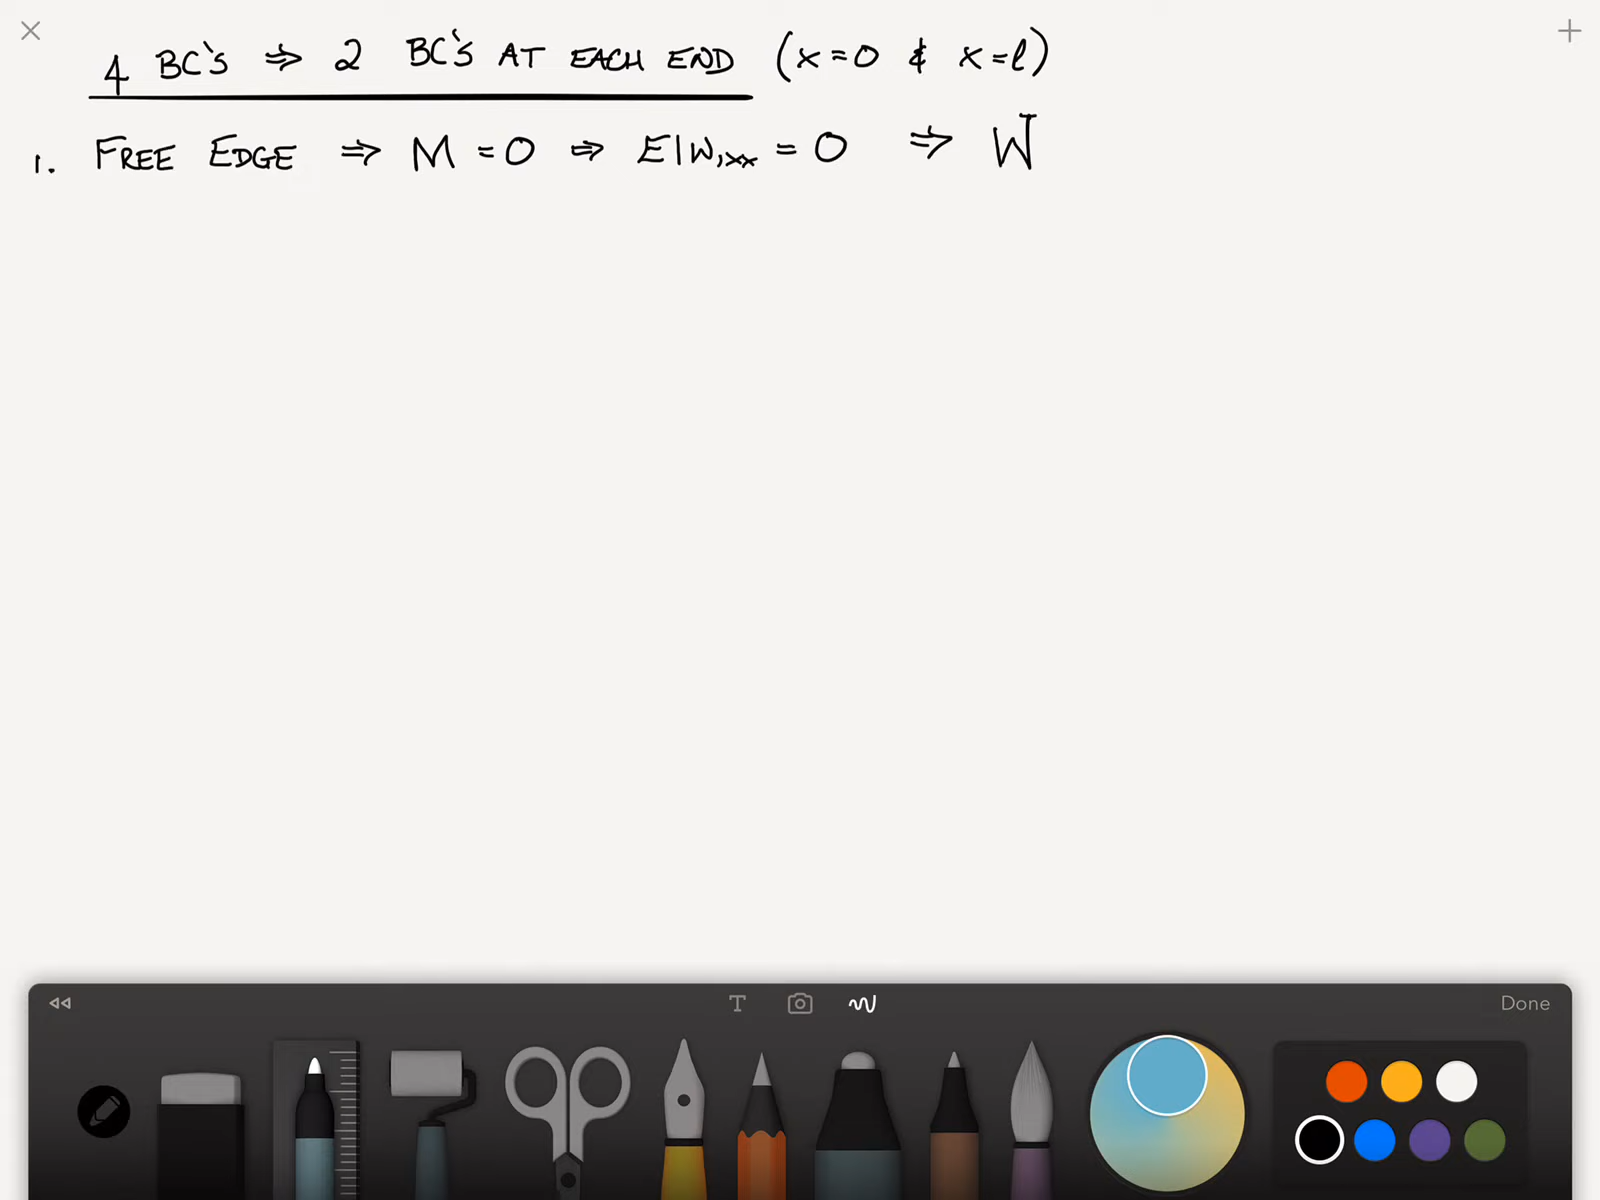 4 BC's ⇒ 2 BC's AT EACH END (x=0 & x=l)
1. FREE EDGE ⇒ M = 0 ⇒ EIW,xx = 0 ⇒ W
T Done